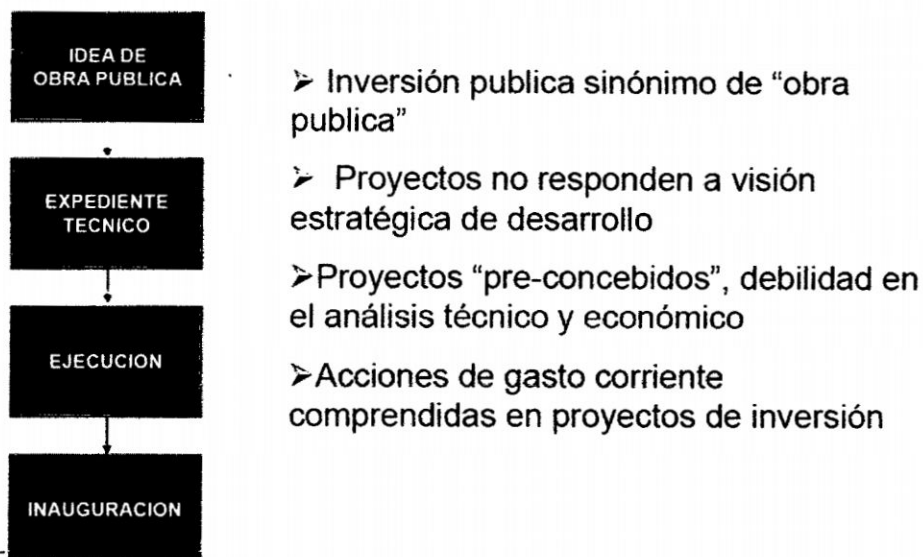 IDEA DE
OBRA PUBLICA
EXPEDIENTE
TECNICO
EJECUCION
INAUGURACION
➢ Inversión publica sinónimo de “obra
publica”
➢ Proyectos no responden a visión
estratégica de desarrollo
➢Proyectos “pre-concebidos”, debilidad en
el análisis técnico y económico
➢Acciones de gasto corriente
comprendidas en proyectos de inversión